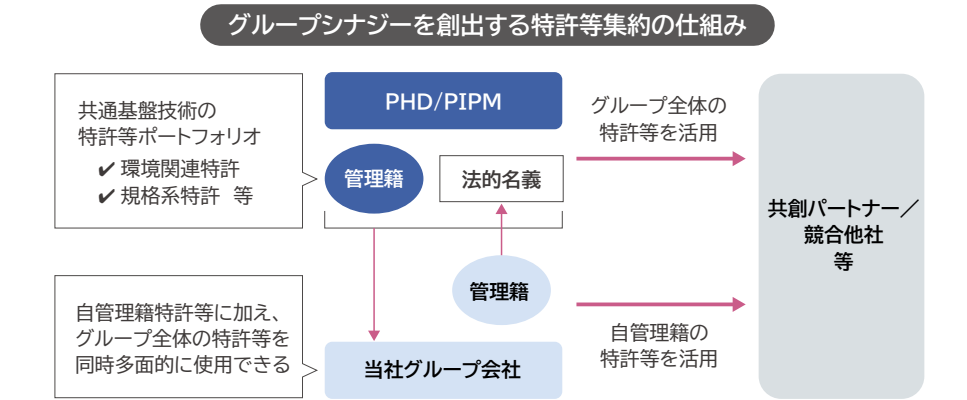 グループシナジーを創出する特許等集約の仕組み
共通基盤技術の
特許等ポートフォリオ
✔ 環境関連特許
✔ 規格系特許 等
PHD/PIPM
管理籍
法的名義
グループ全体の
特許等を活用
共創パートナー／
競合他社
等
自管理籍特許等に加え、
グループ全体の特許等を
同時多面的に使用できる
管理籍
当社グループ会社
自管理籍の
特許等を活用